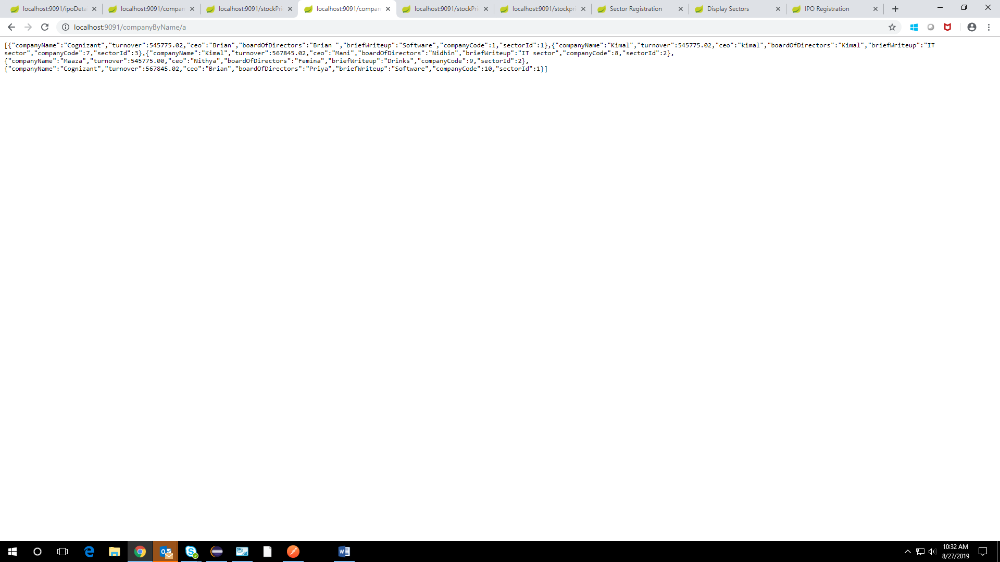 localhost:9091/ipoDeta
localhost:9091/compan
localhost:9091/stockPri
localhost:9091/compan
localhost:9091/stockPri
localhost:9091/stockpri
Sector Registration
Display Sectors
IPO Registration
localhost:9091/companyByName/a
[{"companyName":"Cognizant","turnover":545775.02,"ceo":"Brian","boardOfDirectors":"Brian ","briefWriteup":"Software","companyCode":1,"sectorId":1},{"companyName":"Kimal","turnover":545775.02,"ceo":"kimal","boardOfDirectors":"Kimal","briefWriteup":"IT
sector","companyCode":7,"sectorId":3},{"companyName":"Kimal","turnover":567845.02,"ceo":"Mani","boardOfDirectors":"Nidhin","briefWriteup":"IT sector","companyCode":8,"sectorId":2},
{"companyName":"Maaza","turnover":545775.00,"ceo":"Nithya","boardOfDirectors":"Femina","briefWriteup":"Drinks","companyCode":9,"sectorId":2},
{"companyName":"Cognizant","turnover":567845.02,"ceo":"Brian","boardOfDirectors":"Priya","briefWriteup":"Software","companyCode":10,"sectorId":1}]
10:32 AM
8/27/2019